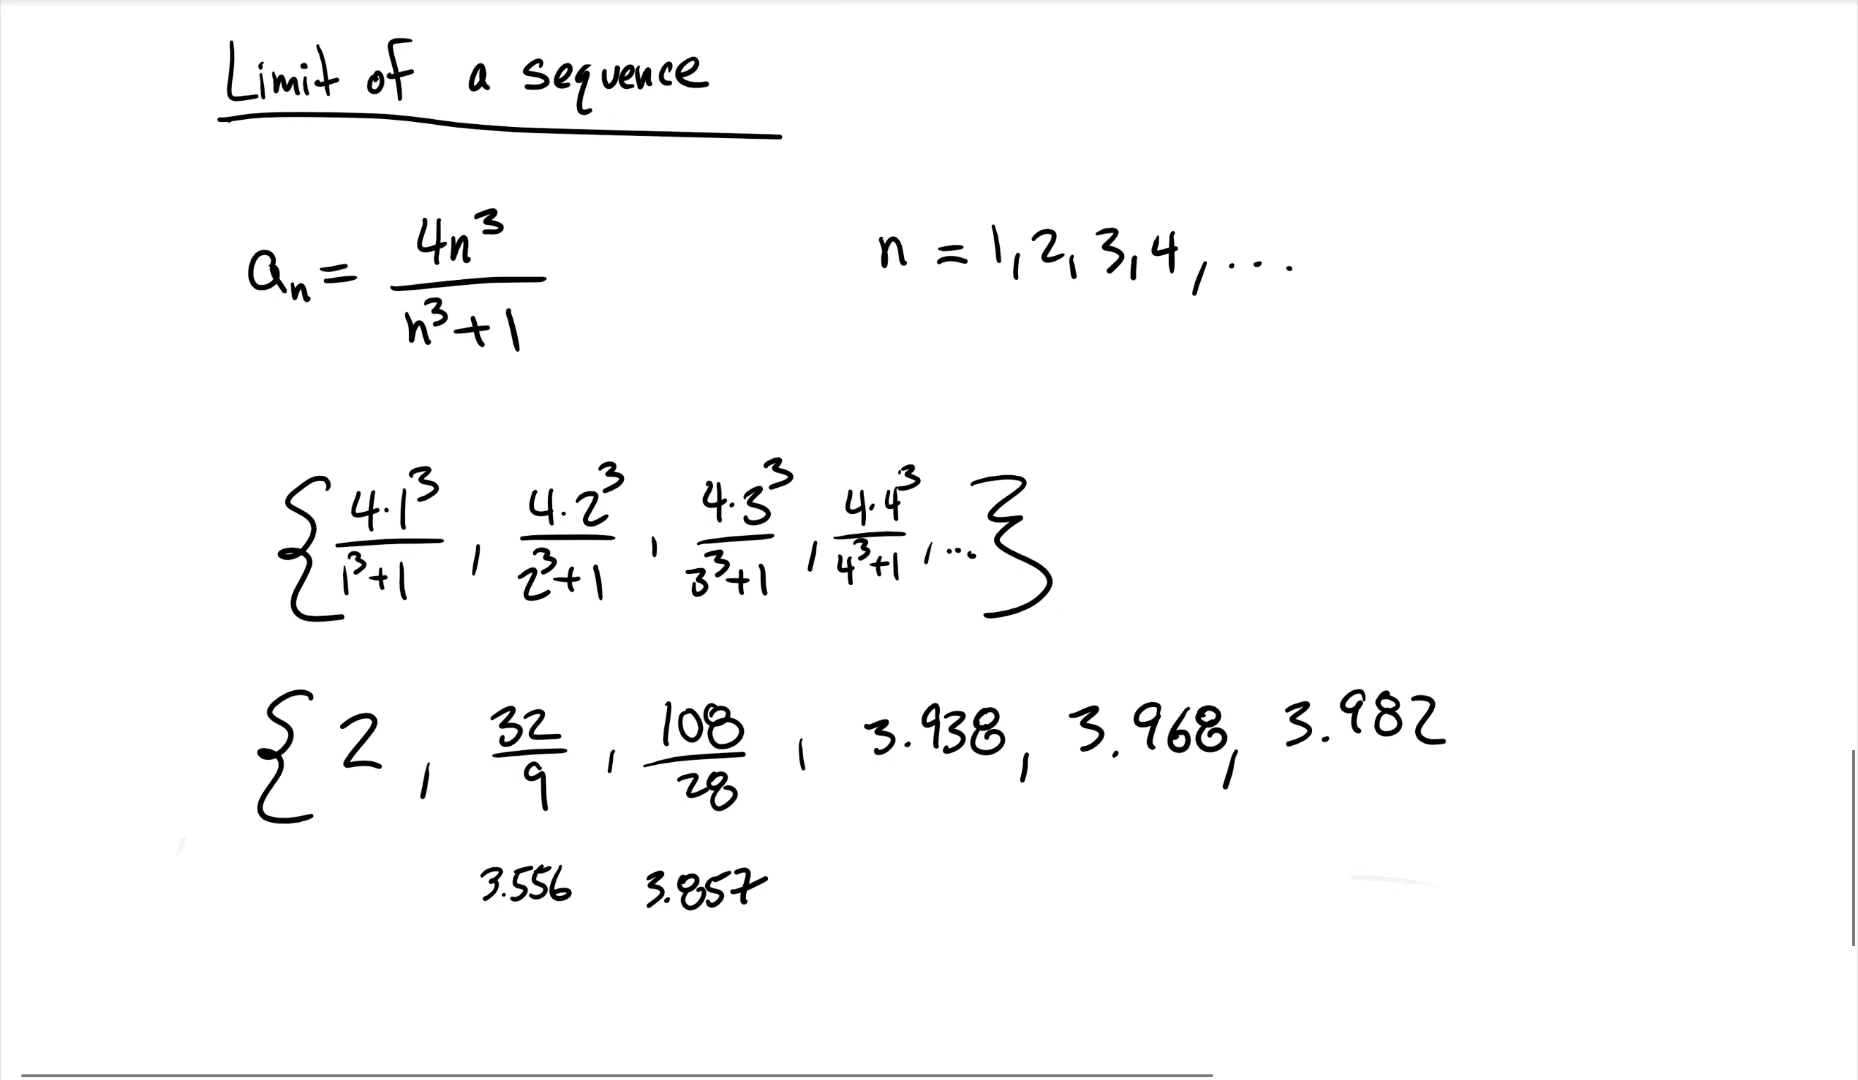 Limit of a sequence
aₙ = 4n³ / (n³+1)    n = 1, 2, 3, 4, ...
{ 4·1³ / (1³+1) , 4·2³ / (2³+1) , 4·3³ / (3³+1) , 4·4³ / (4³+1) , ... }
{ 2 , 32/9 , 108/28 , 3.938, 3.968, 3.982
3.556 3.857